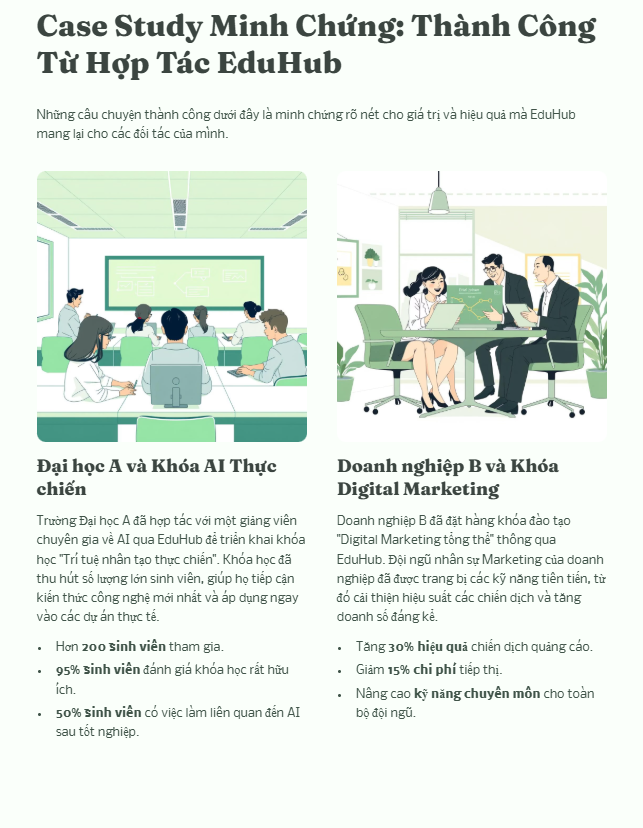 Case Study Minh Chứng: Thành Công
Từ Hợp Tác EduHub
Những câu chuyện thành công dưới đây là minh chứng rõ nét cho giá trị và hiệu quả mà EduHub
mang lại cho các đối tác của mình.
Đại học A và Khóa AI Thực
chiến
Trường Đại học A đã hợp tác với một giảng viên
chuyên gia về AI qua EduHub để triển khai khóa
học "Trí tuệ nhân tạo thực chiến". Khóa học đã
thu hút số lượng lớn sinh viên, giúp họ tiếp cận
kiến thức công nghệ mới nhất và áp dụng ngay
vào các dự án thực tế.
• Hơn 200 sinh viên tham gia.
• 95% sinh viên đánh giá khóa học rất hữu
ích.
• 50% sinh viên có việc làm liên quan đến AI
sau tốt nghiệp.
Doanh nghiệp B và Khóa
Digital Marketing
Doanh nghiệp B đã đặt hàng khóa đào tạo
"Digital Marketing tổng thể" thông qua
EduHub. Đội ngũ nhân sự Marketing của doanh
nghiệp đã được trang bị các kỹ năng tiên tiến, từ
đó cải thiện hiệu suất các chiến dịch và tăng
doanh số đáng kể.
• Tăng 30% hiệu quả chiến dịch quảng cáo.
• Giảm 15% chi phí tiếp thị.
• Nâng cao kỹ năng chuyên môn cho toàn
bộ đội ngũ.